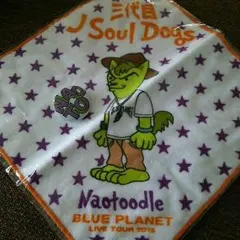 三代目
J Soul Dogs
Naotoodle
BLUE PLANET
LIVE TOUR 2015